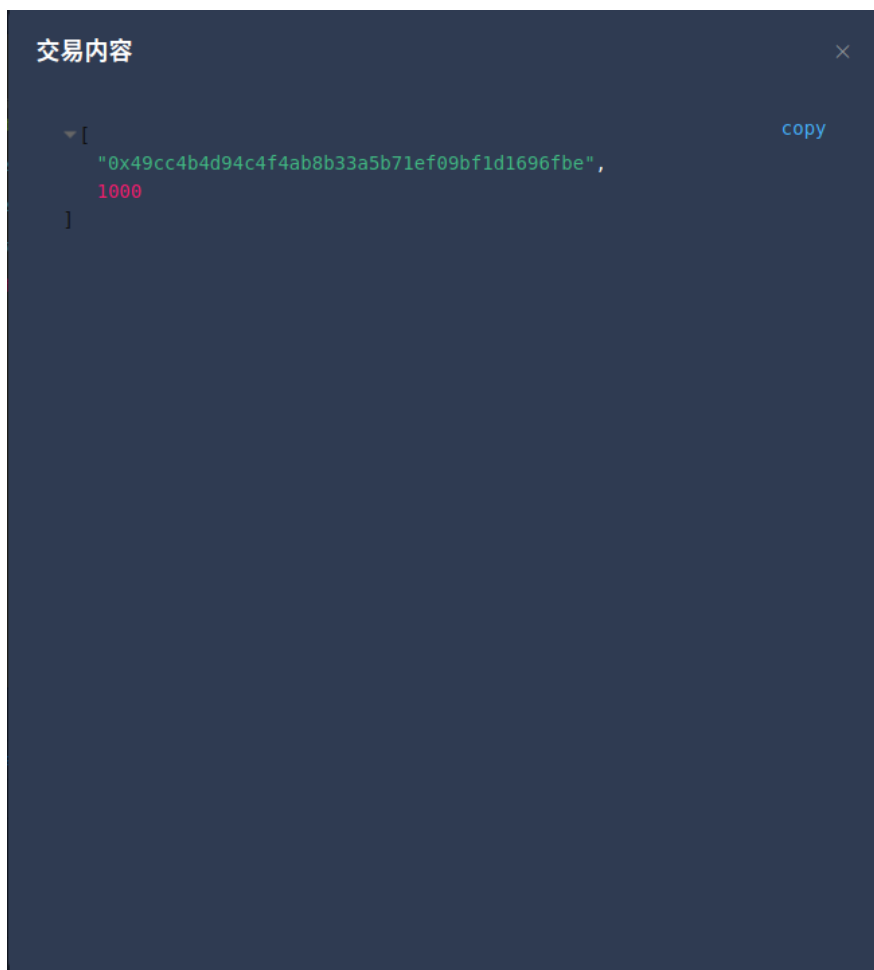 交易内容
copy
[
"0x49cc4b4d94c4f4ab8b33a5b71ef09bf1d1696fbe",
1000
]